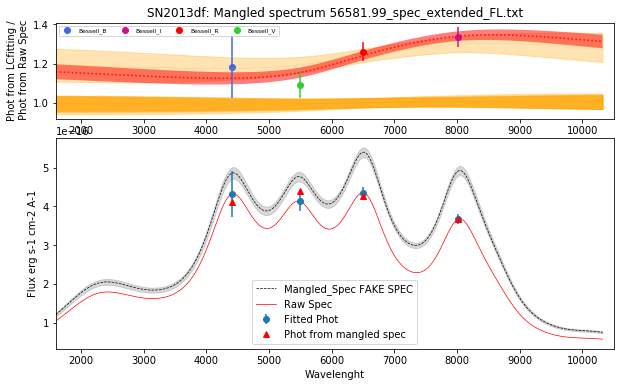 SN2013df: Mangled spectrum 56581.99_spec_extended_FL.txt
Phot from LCfitting /
Phot from Raw Spec
1.4
1.2
1.0
Bessell_B
Bessell_I
Bessell_R
Bessell_V
2000 3000 4000 5000 6000 7000 8000 9000 10000
1e−16
Flux erg s-1 cm-2 A-1
5
4
3
2
1
Mangled_Spec FAKE SPEC
Raw Spec
Fitted Phot
Phot from mangled spec
2000 3000 4000 5000 6000 7000 8000 9000 10000
Wavelenght